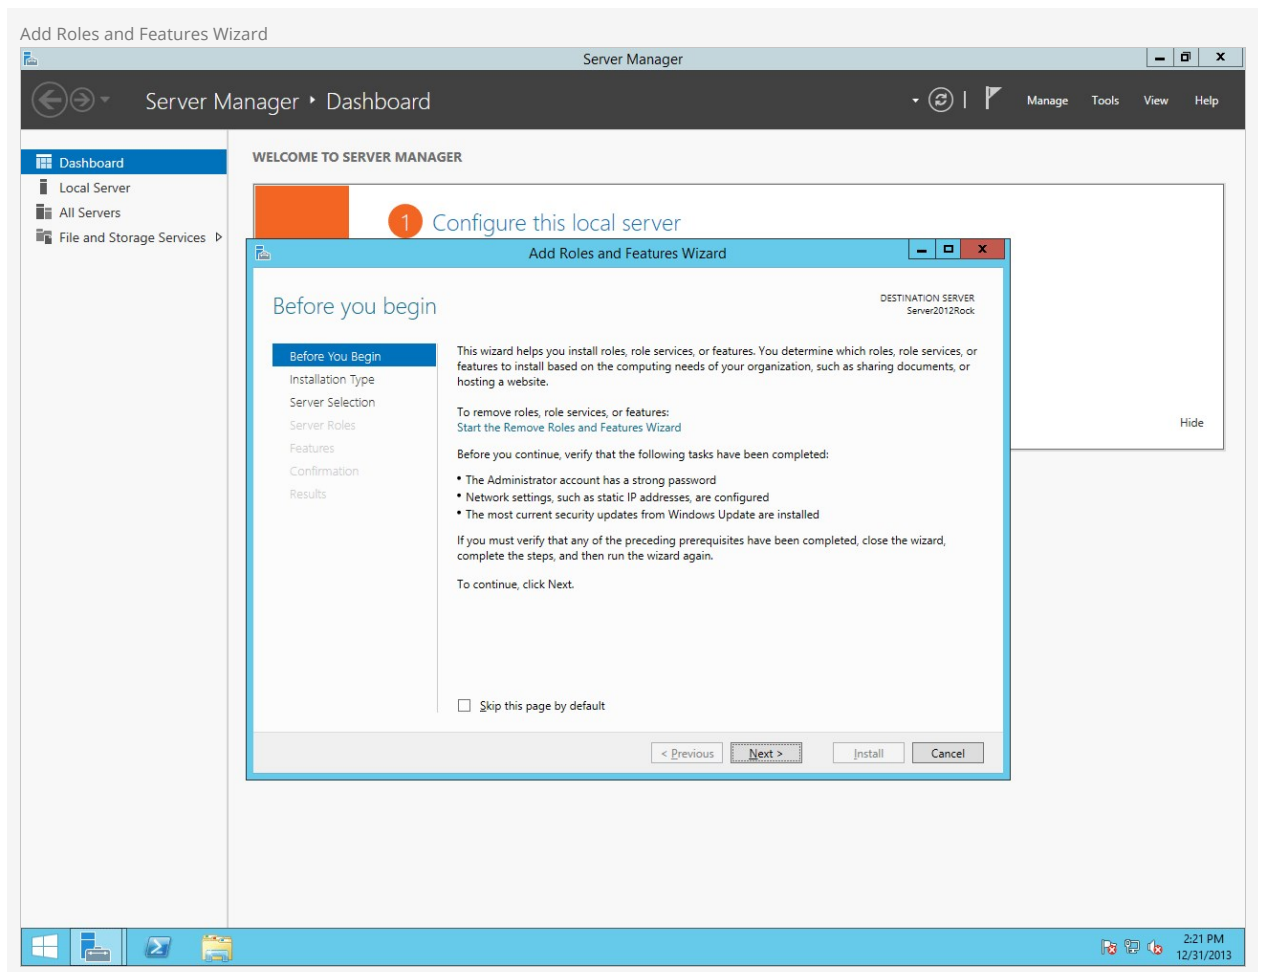 Add Roles and Features Wizard
Server Manager
Server Manager • Dashboard
Manage Tools View Help
Dashboard
Local Server
All Servers
File and Storage Services
WELCOME TO SERVER MANAGER
1 Configure this local server
Hide
Add Roles and Features Wizard
Before you begin
DESTINATION SERVER
Server2012Rock
Before You Begin
Installation Type
Server Selection
Server Roles
Features
Confirmation
Results
This wizard helps you install roles, role services, or features. You determine which roles, role services, or
features to install based on the computing needs of your organization, such as sharing documents, or
hosting a website.
To remove roles, role services, or features:
Start the Remove Roles and Features Wizard
Before you continue, verify that the following tasks have been completed:
• The Administrator account has a strong password
• Network settings, such as static IP addresses, are configured
• The most current security updates from Windows Update are installed
If you must verify that any of the preceding prerequisites have been completed, close the wizard,
complete the steps, and then run the wizard again.
To continue, click Next.
Skip this page by default
< Previous Next > Install Cancel
2:21 PM
12/31/2013